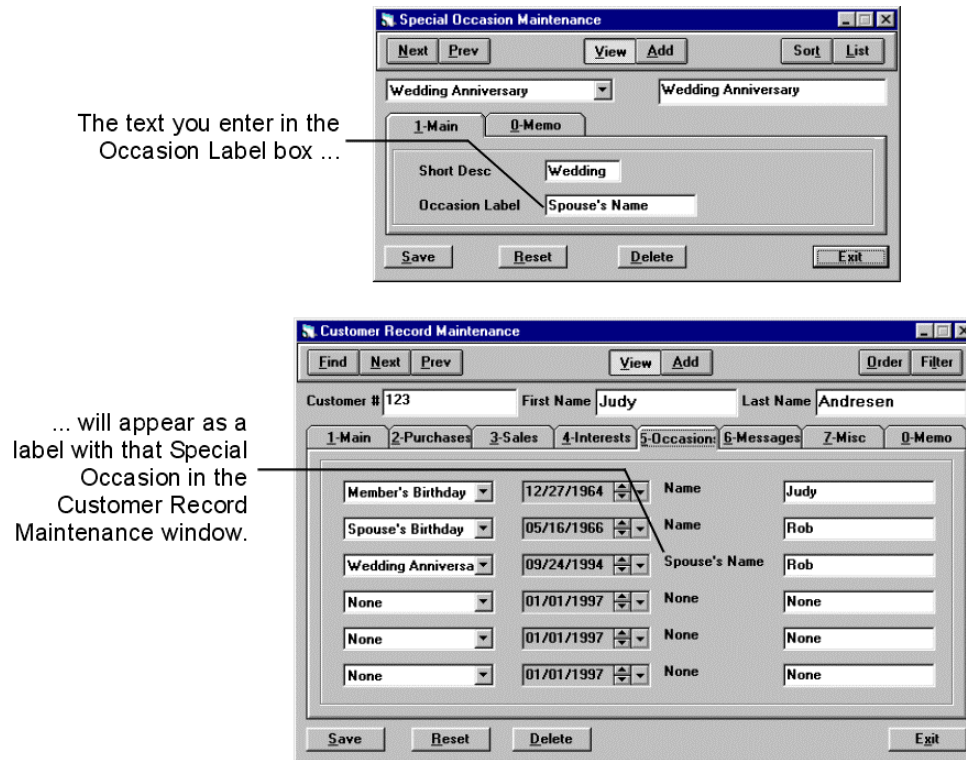 Special Occasion Maintenance
Next Prev View Add Sort List
Wedding Anniversary Wedding Anniversary
The text you enter in the
Occasion Label box ...
1-Main 0-Memo
Short Desc Wedding
Occasion Label Spouse's Name
Save Reset Delete Exit
Customer Record Maintenance
Find Next Prev View Add Order Filter
Customer # 123 First Name Judy Last Name Andresen
1-Main 2-Purchases 3-Sales 4-Interests 5-Occasions 6-Messages 7-Misc 0-Memo
... will appear as a
label with that Special
Occasion in the
Customer Record
Maintenance window.
Member's Birthday 12/27/1964 Name Judy
Spouse's Birthday 05/16/1966 Name Rob
Wedding Anniversa 09/24/1994 Spouse's Name Rob
None 01/01/1997 None None
None 01/01/1997 None None
None 01/01/1997 None None
Save Reset Delete Exit